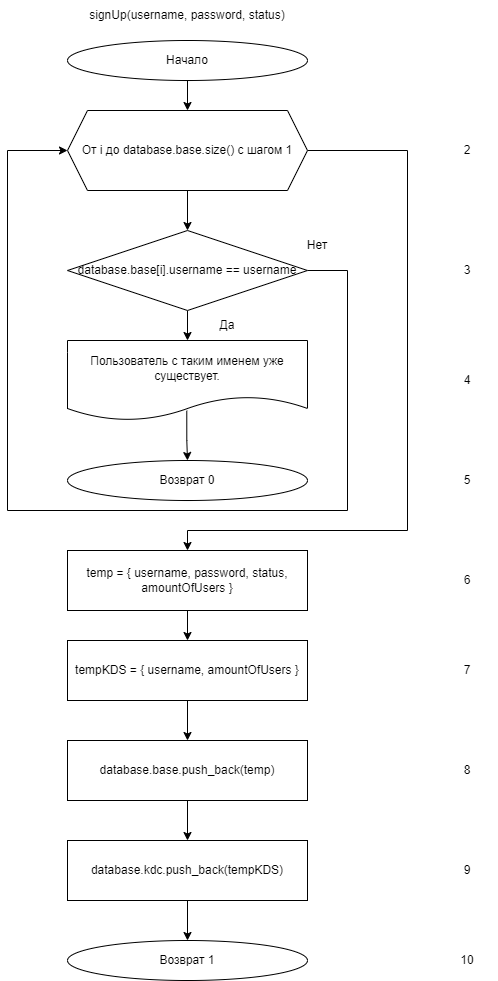 signUp(username, password, status)
Начало
От i до database.base.size() с шагом 1
2
Нет
database.base[i].username == username
3
Да
Пользователь с таким именем уже
существует.
4
Возврат 0
5
temp = { username, password, status,
amountOfUsers }
6
tempKDS = { username, amountOfUsers }
7
database.base.push_back(temp)
8
database.kdc.push_back(tempKDS)
9
Возврат 1
10